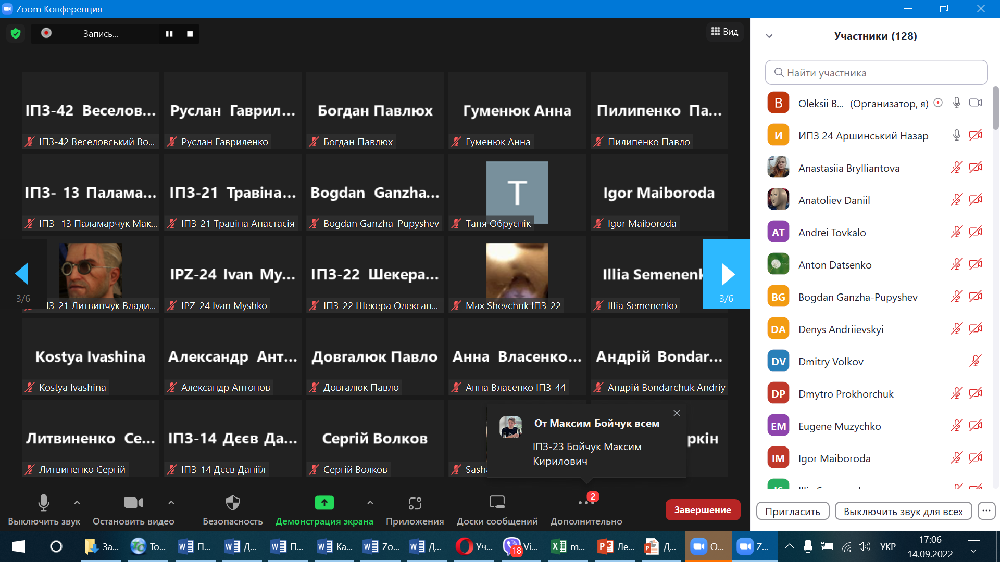 Zoom Конференция
Запись...
Вид
ІПЗ-42 Веселов...
ІПЗ-42 Веселовський Во...
Руслан Гаврил...
Руслан Гавриленко
Богдан Павлюх
Богдан Павлюх
Гуменюк Анна
Гуменюк Анна
Пилипенко Па...
Пилипенко Павло
ІПЗ- 13 Палама...
ІПЗ- 13 Паламарчук Мак...
ІПЗ-21 Травіна...
ІПЗ-21 Травіна Анастасія
Bogdan Ganzha...
Bogdan Ganzha-Pupyshev
T
Таня Обруснік
Igor Maiboroda
Igor Maiboroda
3/6
ІПЗ-21 Литвинчук Влади...
IPZ-24 Ivan My...
IPZ-24 Ivan Myshko
ІПЗ-22 Шекера...
ІПЗ-22 Шекера Олексан...
Max Shevchuk ІПЗ-22
Illia Semenenk
Illia Semenenko
3/6
Kostya Ivashina
Kostya Ivashina
Александр Ант...
Александр Антонов
Довгалюк Павло
Довгалюк Павло
Анна Власенко...
Анна Власенко ІПЗ-44
Андрій Bondar...
Андрій Bondarchuk Andriy
Литвиненко Се...
Литвиненко Сергій
ІПЗ-14 Дєєв Да...
ІПЗ-14 Дєєв Даніїл
Сергій Волков
Сергій Волков
Sash
ркін
От Максим Бойчук всем
ІПЗ-23 Бойчук Максим
Кирилович
Выключить звук
Остановить видео
Безопасность
Демонстрация экрана
Приложения
Доски сообщений
2
Дополнительно
Завершение
Участники (128)
Найти участника
B Oleksii B... (Организатор, я)
И ИПЗ 24 Аршинський Назар
Anastasiia Brylliantova
Anatoliev Daniil
AT Andrei Tovkalo
Anton Datsenko
BG Bogdan Ganzha-Pupyshev
DA Denys Andriievskyi
DV Dmitry Volkov
DP Dmytro Prokhorchuk
EM Eugene Muzychko
IM Igor Maiboroda
Пригласить
Выключить звук для всех
...
За...
To...
П...
Д...
П...
Ка...
Zo...
Д...
Уч...
18
Vi...
m...
Ле...
Д...
О...
Z...
УКР
17:06
14.09.2022